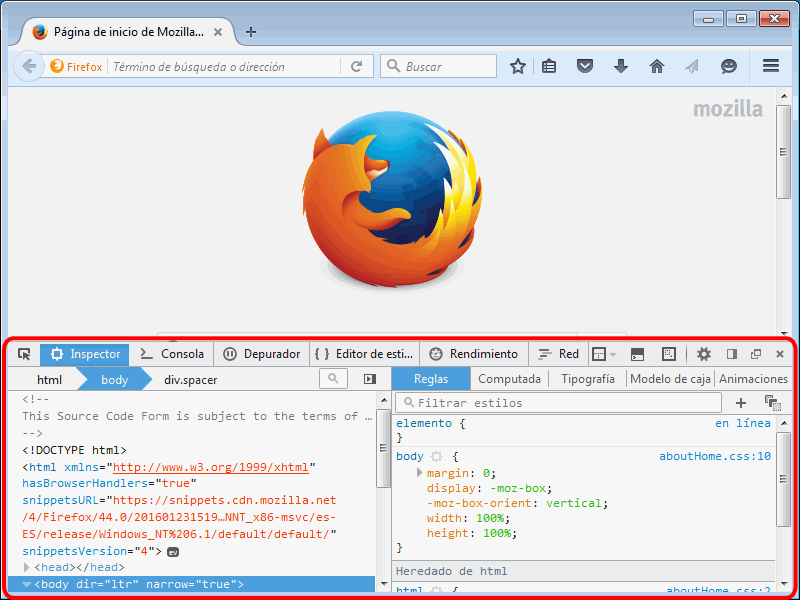 Página de inicio de Mozilla...
Firefox Término de búsqueda o dirección Buscar
mozilla
Inspector Consola Depurador { } Editor de esti... Rendimiento Red
html body div.spacer
Reglas Computada Tipografía Modelo de caja Animaciones
<!--
This Source Code Form is subject to the terms of …
-->
<!DOCTYPE html>
<html xmlns="http://www.w3.org/1999/xhtml"
hasBrowserHandlers="true"
snippetsURL="https://snippets.cdn.mozilla.net
/4/Firefox/44.0/201601231519…NNT_x86-msvc/es-
ES/release/Windows_NT%206.1/default/default/"
snippetsVersion="4"> ev
<head></head>
<body dir="ltr" narrow="true">
Filtrar estilos
elemento { en línea
}
body { aboutHome.css:10
margin: 0;
display: -moz-box;
-moz-box-orient: vertical;
width: 100%;
height: 100%;
}
Heredado de html
html { aboutHome.css:2